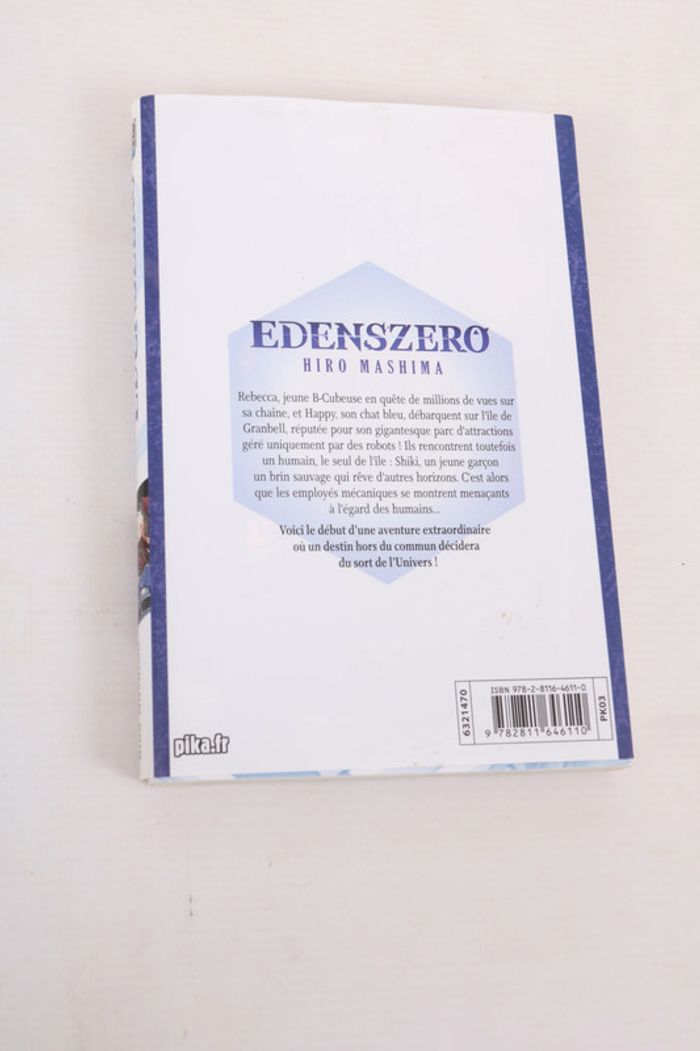 EDENSZERO
HIRO MASHIMA
Rebecca, jeune B-Cubeuse en quête de millions de vues sur
sa chaine, et Happy, son chat bleu, débarquent sur l'île de
Granbell, réputée pour son gigantesque parc d'attractions
géré uniquement par des robots ! Ils rencontrent toutefois
un humain, le seul de l'île : Shiki, un jeune garçon
un brin sauvage qui rêve d'autres horizons. C'est alors
que les employés mécaniques se montrent menaçants
à l'égard des humains...
Voici le début d'une aventure extraordinaire
où un destin hors du commun décidera
du sort de l'Univers !
pika.fr
6321470
ISBN 978-2-8116-4611-0
9 782811 646110
PK03